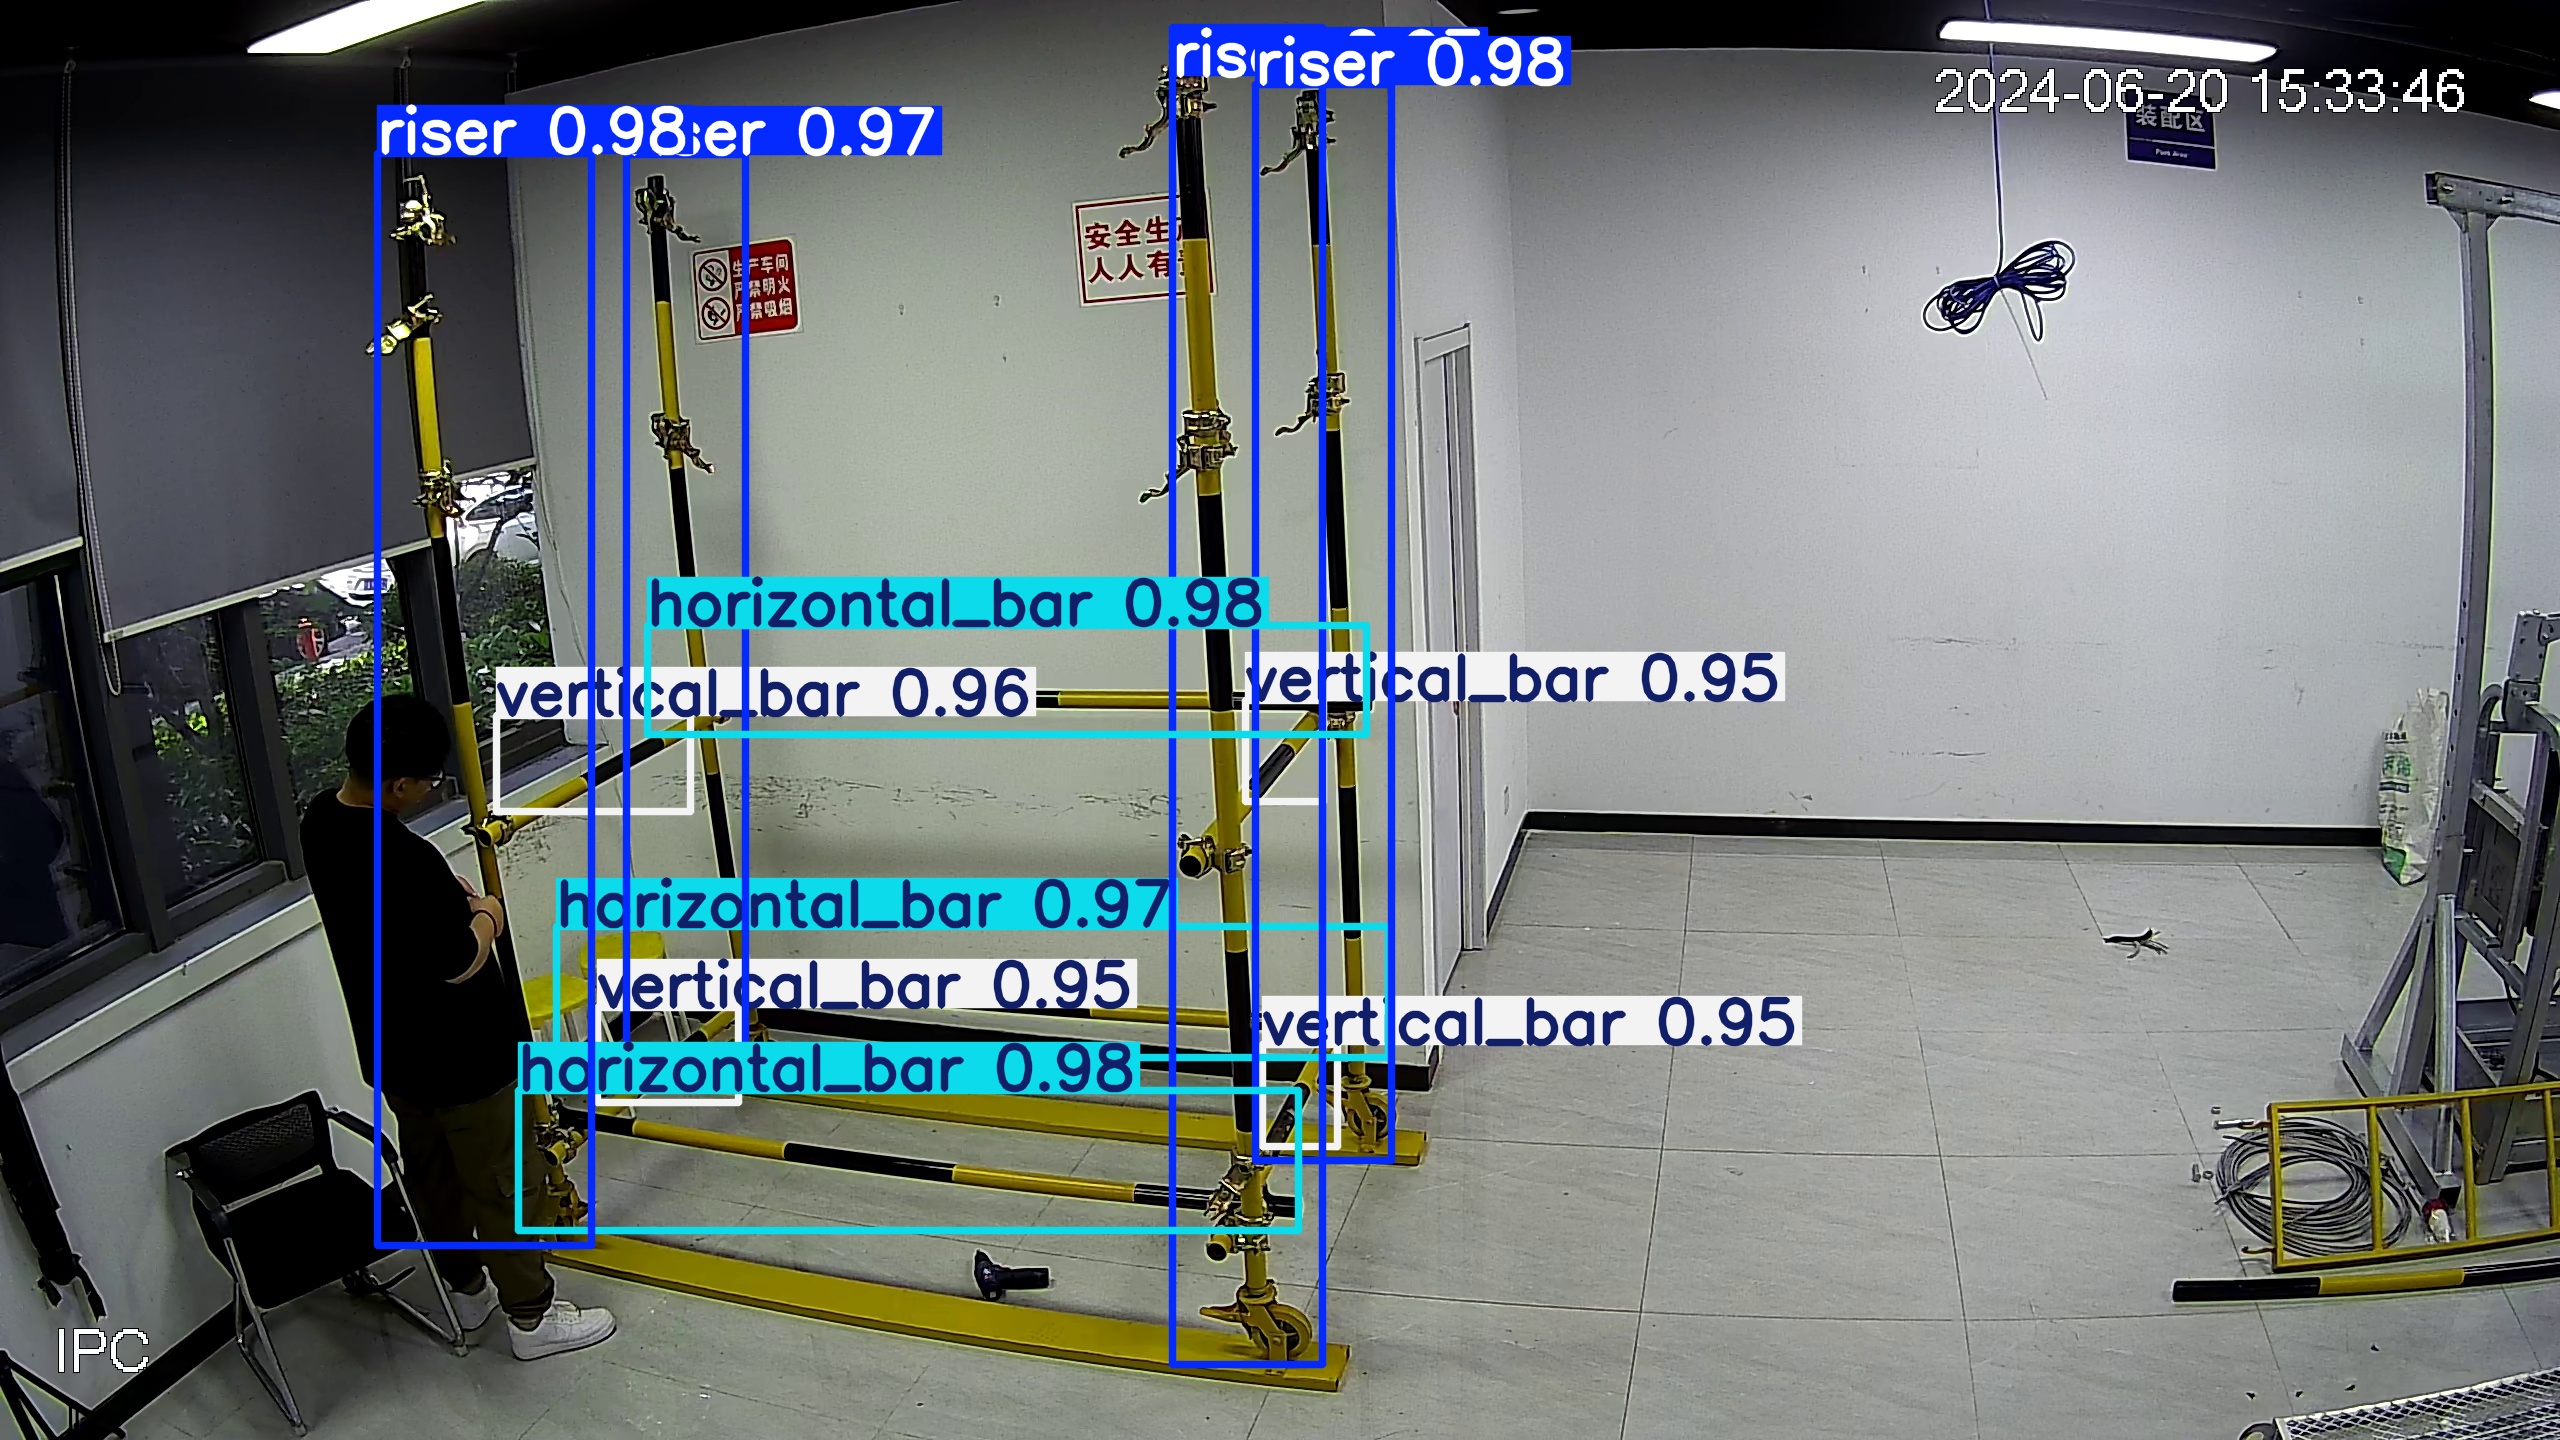 riser 0.98
riser 0.98
ser 0.97
2024-06-20 15:33:46
装配区
生产车间
严禁明火
严禁吸烟
安全生
人人有
horizontal_bar 0.98
vertical_bar 0.96
vertical_bar 0.95
horizontal_bar 0.97
vertical_bar 0.95
vertical_bar 0.95
horizontal_bar 0.98
IPC